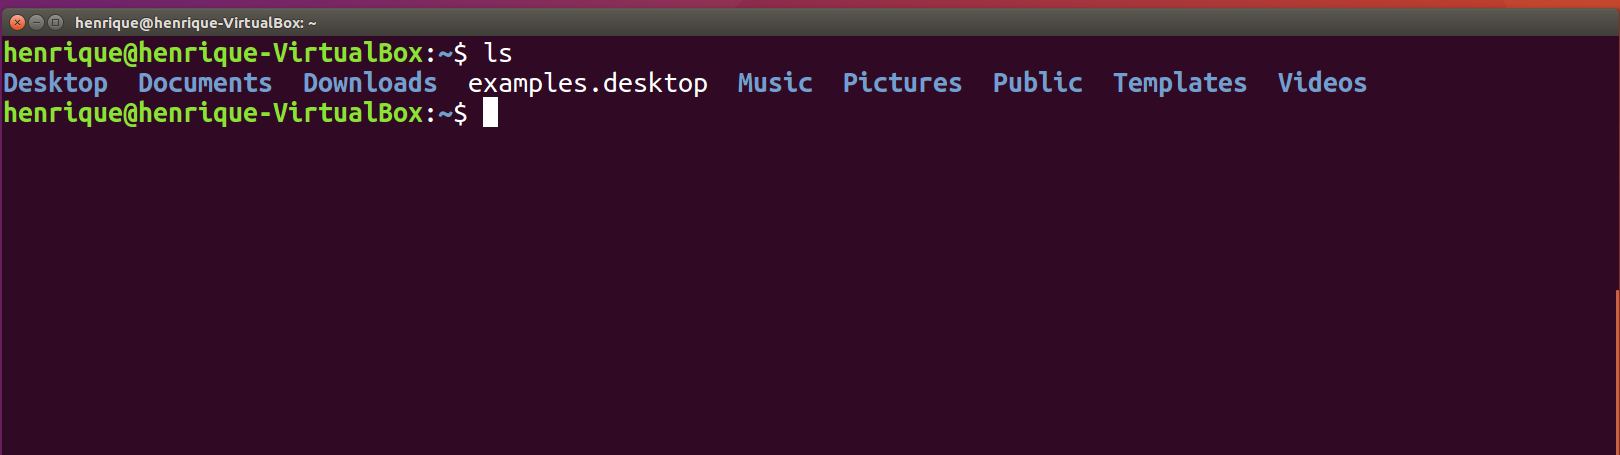 henrique@henrique-VirtualBox: ~
henrique@henrique-VirtualBox:~$ ls
Desktop  Documents  Downloads  examples.desktop  Music  Pictures  Public  Templates  Videos
henrique@henrique-VirtualBox:~$